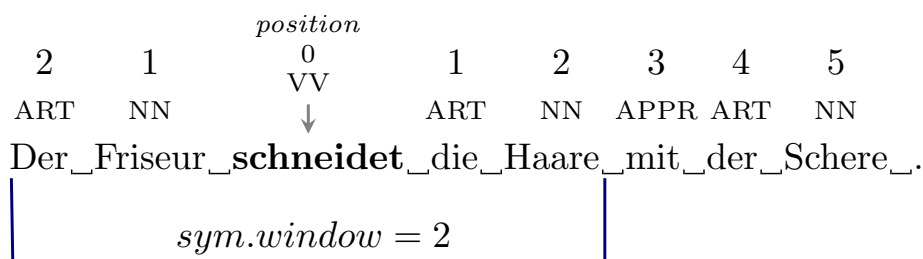 position
2 1 0 1 2 3 4 5
VV
ART NN ART NN APPR ART NN
Der␣Friseur␣schneidet␣die␣Haare␣mit␣der␣Schere␣.
sym.window = 2